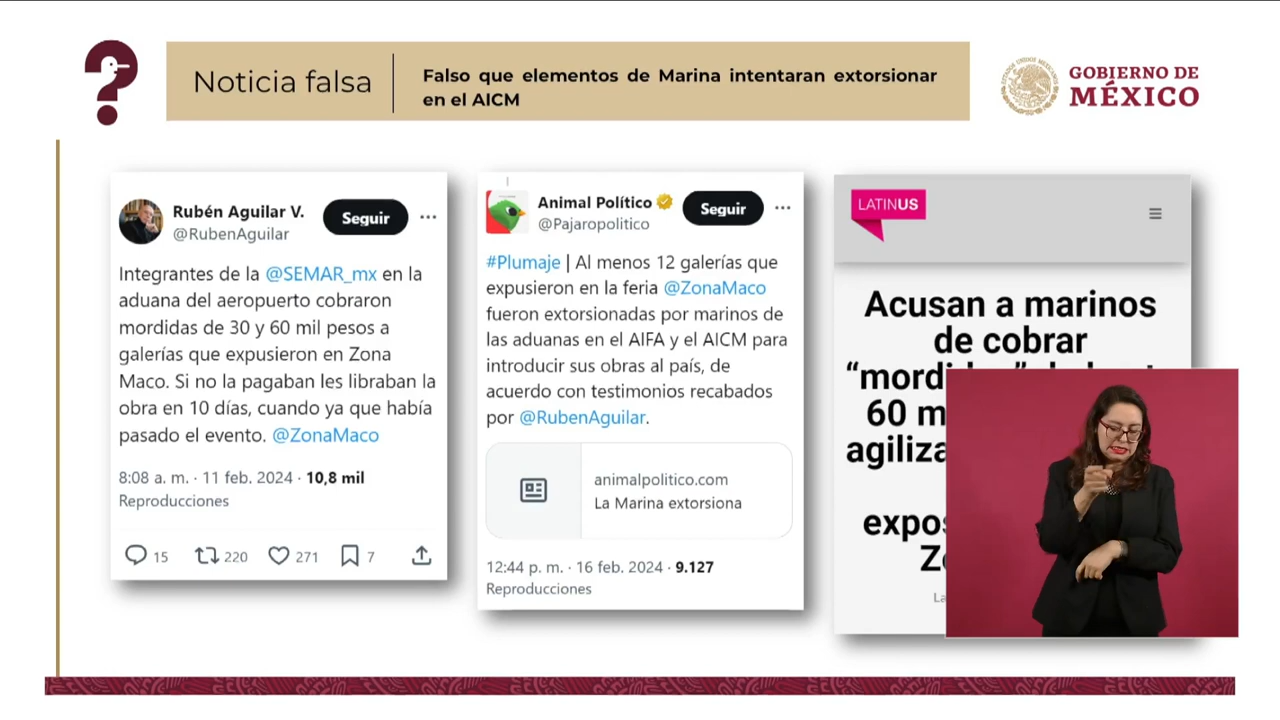 Noticia falsa
Falso que elementos de Marina intentaran extorsionar
en el AICM
GOBIERNO DE
MÉXICO
Rubén Aguilar V.
@RubenAguilar
Seguir
Integrantes de la @SEMAR_mx en la
aduana del aeropuerto cobraron
mordidas de 30 y 60 mil pesos a
galerías que expusieron en Zona
Maco. Si no la pagaban les libraban la
obra en 10 días, cuando ya que había
pasado el evento. @ZonaMaco
8:08 a. m. · 11 feb. 2024 · 10,8 mil
Reproducciones
15 220 271 7
Animal Político
@Pajaropolitico
Seguir
#Plumaje | Al menos 12 galerías que
expusieron en la feria @ZonaMaco
fueron extorsionadas por marinos de
las aduanas en el AIFA y el AICM para
introducir sus obras al país, de
acuerdo con testimonios recabados
por @RubenAguilar.
animalpolitico.com
La Marina extorsiona
12:44 p. m. · 16 feb. 2024 · 9.127
Reproducciones
LATINUS
Acusan a marinos
de cobrar
60